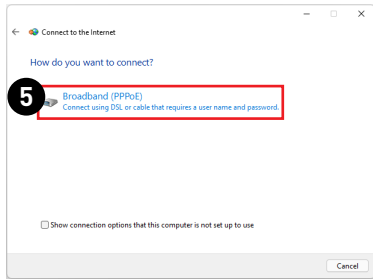 Connect to the Internet
How do you want to connect?
5
Broadband (PPPoE)
Connect using DSL or cable that requires a user name and password.
Show connection options that this computer is not set up to use
Cancel